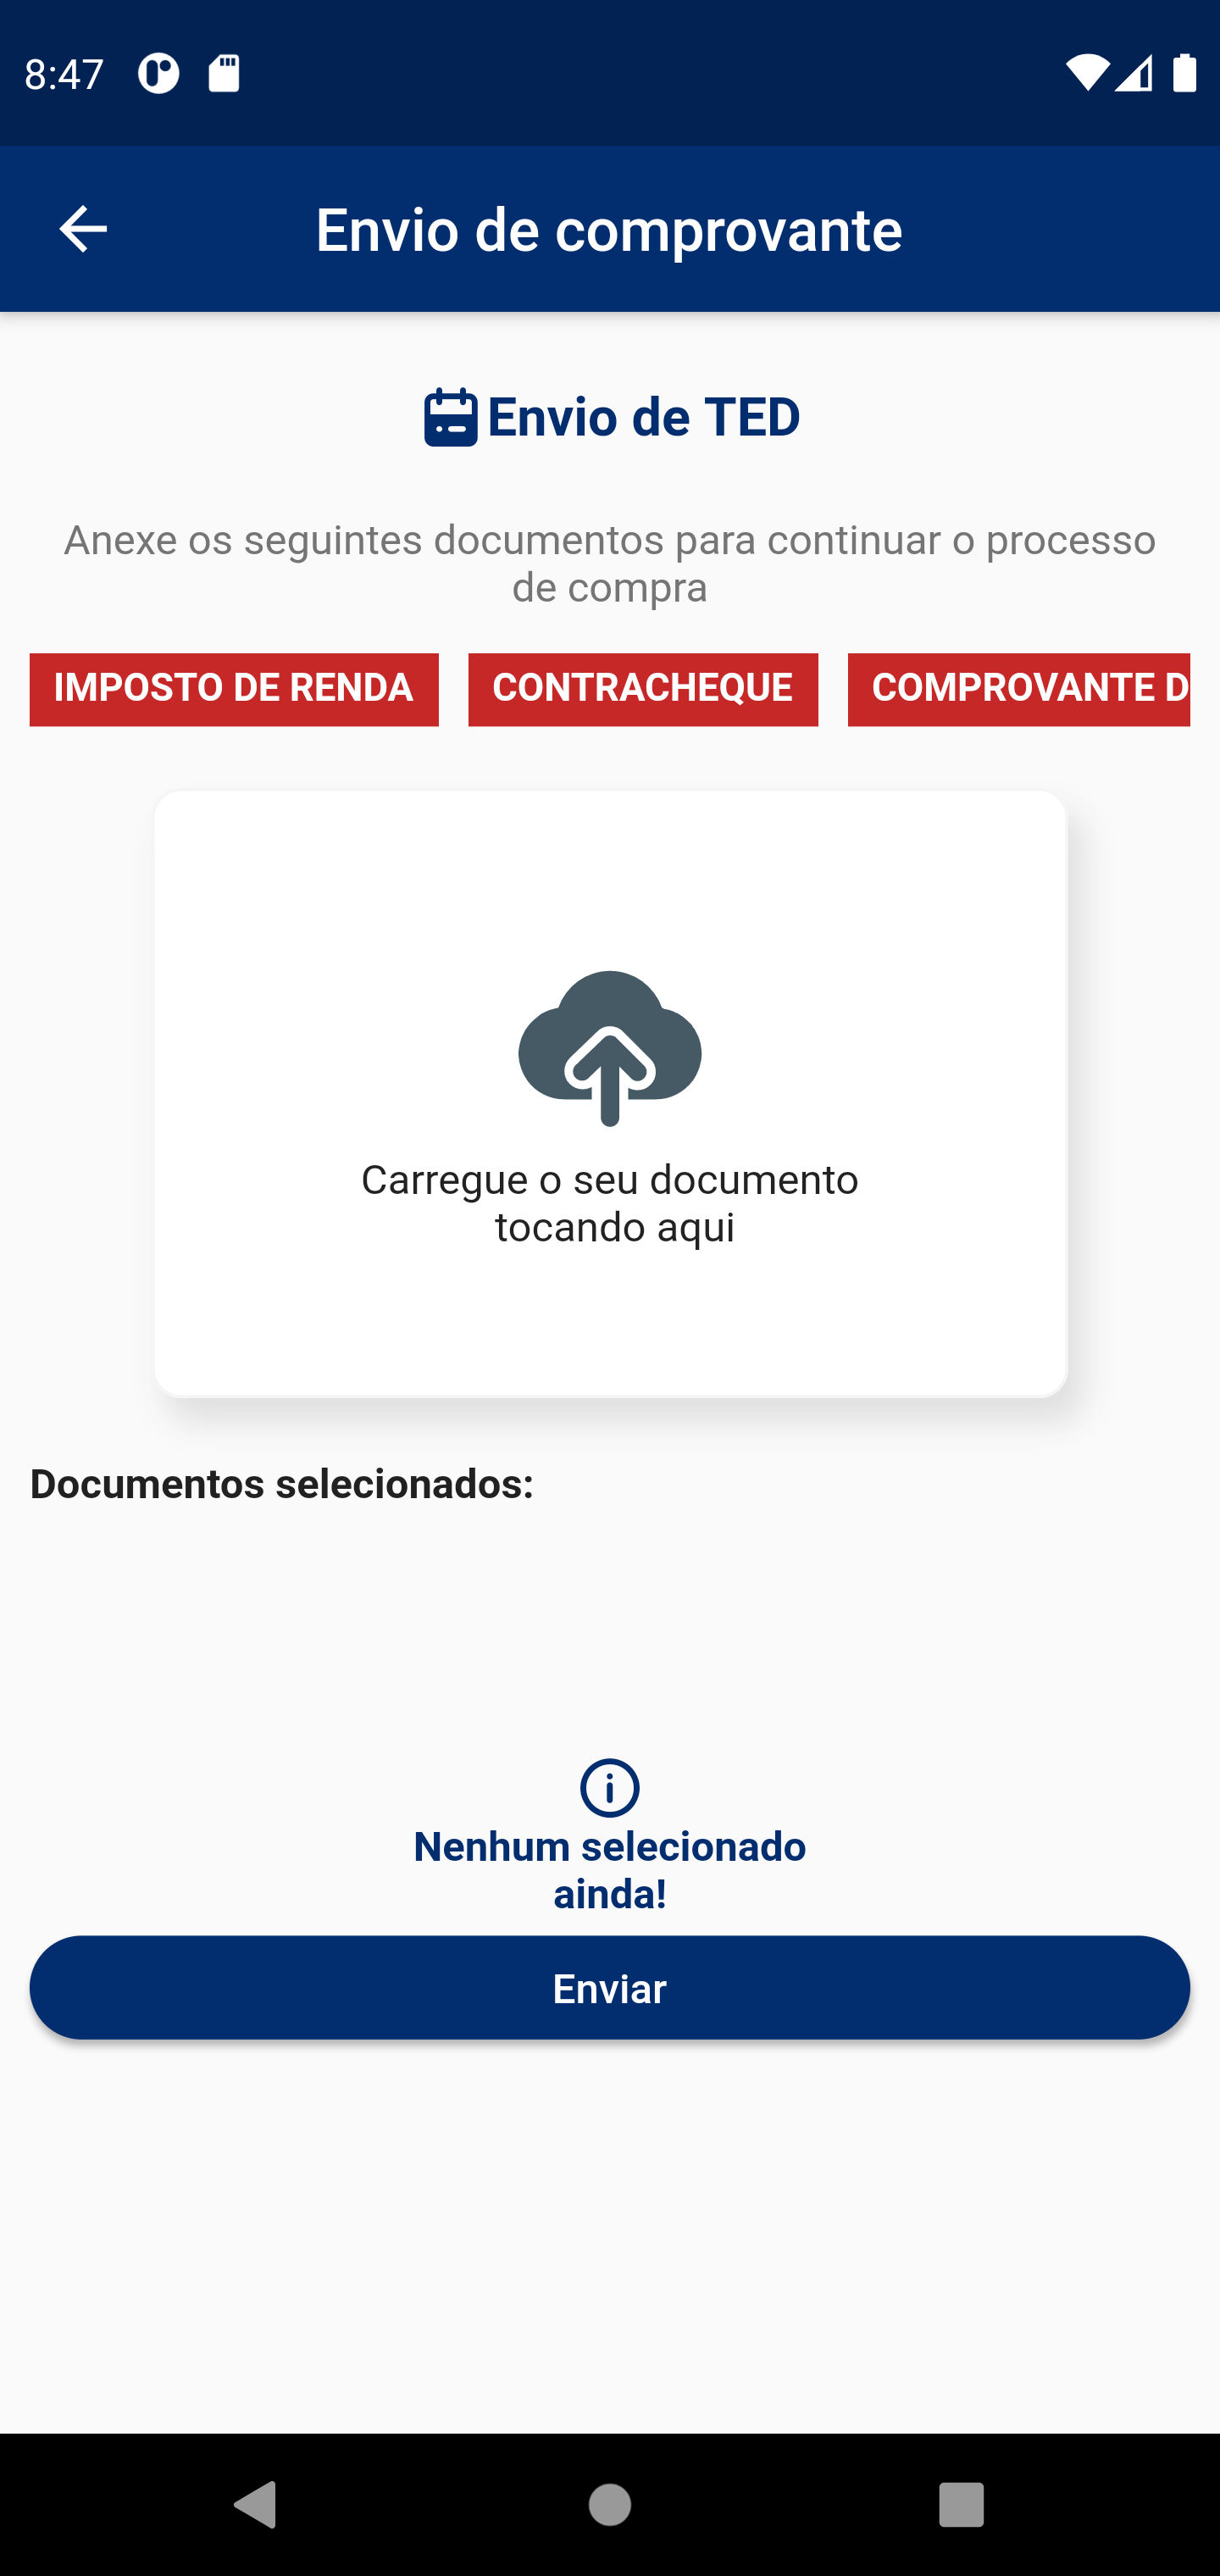 8:47
Envio de comprovante
Envio de TED
Anexe os seguintes documentos para continuar o processo
de compra
IMPOSTO DE RENDA
CONTRACHEQUE
COMPROVANTE D
Carregue o seu documento
tocando aqui
Documentos selecionados:
Nenhum selecionado
ainda!
Enviar